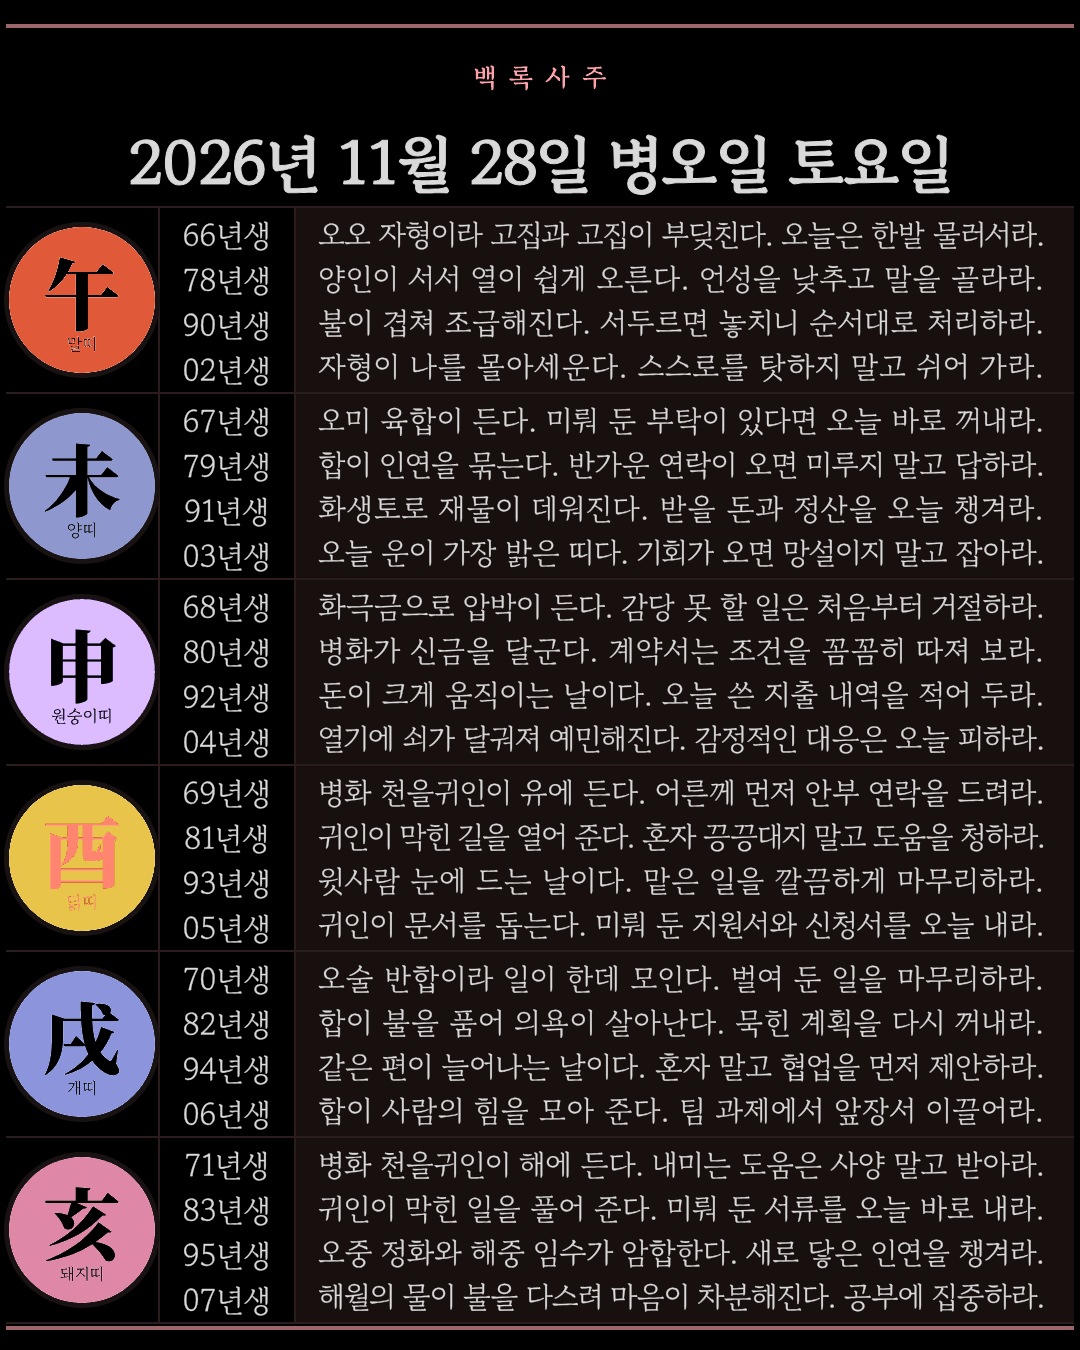 백록사주
2026년 11월 28일 병오일 토요일
午
말띠
66년생 오오 자형이라 고집과 고집이 부딪친다. 오늘은 한발 물러서라.
78년생 양인이 서서 열이 쉽게 오른다. 언성을 낮추고 말을 골라라.
90년생 불이 겹쳐 조급해진다. 서두르면 놓치니 순서대로 처리하라.
02년생 자형이 나를 몰아세운다. 스스로를 탓하지 말고 쉬어 가라.
未
양띠
67년생 오미 육합이 든다. 미뤄 둔 부탁이 있다면 오늘 바로 꺼내라.
79년생 합이 인연을 묶는다. 반가운 연락이 오면 미루지 말고 답하라.
91년생 화생토로 재물이 데워진다. 받을 돈과 정산을 오늘 챙겨라.
03년생 오늘 운이 가장 밝은 띠다. 기회가 오면 망설이지 말고 잡아라.
申
원숭이띠
68년생 화극금으로 압박이 든다. 감당 못 할 일은 처음부터 거절하라.
80년생 병화가 신금을 달군다. 계약서는 조건을 꼼꼼히 따져 보라.
92년생 돈이 크게 움직이는 날이다. 오늘 쓴 지출 내역을 적어 두라.
04년생 열기에 쇠가 달궈져 예민해진다. 감정적인 대응은 오늘 피하라.
酉
닭띠
69년생 병화 천을귀인이 유에 든다. 어른께 먼저 안부 연락을 드려라.
81년생 귀인이 막힌 길을 열어 준다. 혼자 끙끙대지 말고 도움을 청하라.
93년생 윗사람 눈에 드는 날이다. 맡은 일을 깔끔하게 마무리하라.
05년생 귀인이 문서를 돕는다. 미뤄 둔 지원서와 신청서를 오늘 내라.
戌
개띠
70년생 오술 반합이라 일이 한데 모인다. 벌여 둔 일을 마무리하라.
82년생 합이 불을 품어 의욕이 살아난다. 묵힌 계획을 다시 꺼내라.
94년생 같은 편이 늘어나는 날이다. 혼자 말고 협업을 먼저 제안하라.
06년생 합이 사람의 힘을 모아 준다. 팀 과제에서 앞장서 이끌어라.
亥
돼지띠
71년생 병화 천을귀인이 해에 든다. 내미는 도움은 사양 말고 받아라.
83년생 귀인이 막힌 일을 풀어 준다. 미뤄 둔 서류를 오늘 바로 내라.
95년생 오중 정화와 해중 임수가 암합한다. 새로 닿은 인연을 챙겨라.
07년생 해월의 물이 불을 다스려 마음이 차분해진다. 공부에 집중하라.